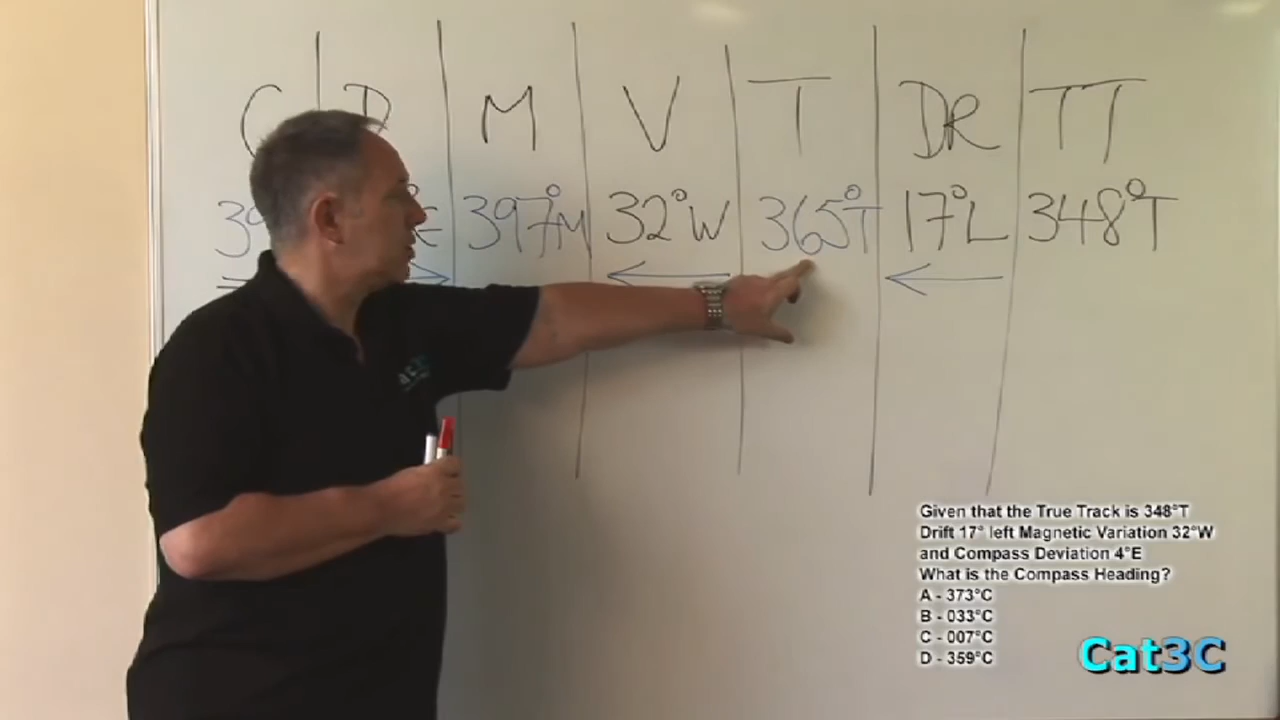 C D M V T DR TT
39 E 397°M 32°W 365°T 17°L 348°T
Given that the True Track is 348°T
Drift 17° left Magnetic Variation 32°W
and Compass Deviation 4°E
What is the Compass Heading?
A - 373°C
B - 033°C
C - 007°C
D - 359°C
Cat3C